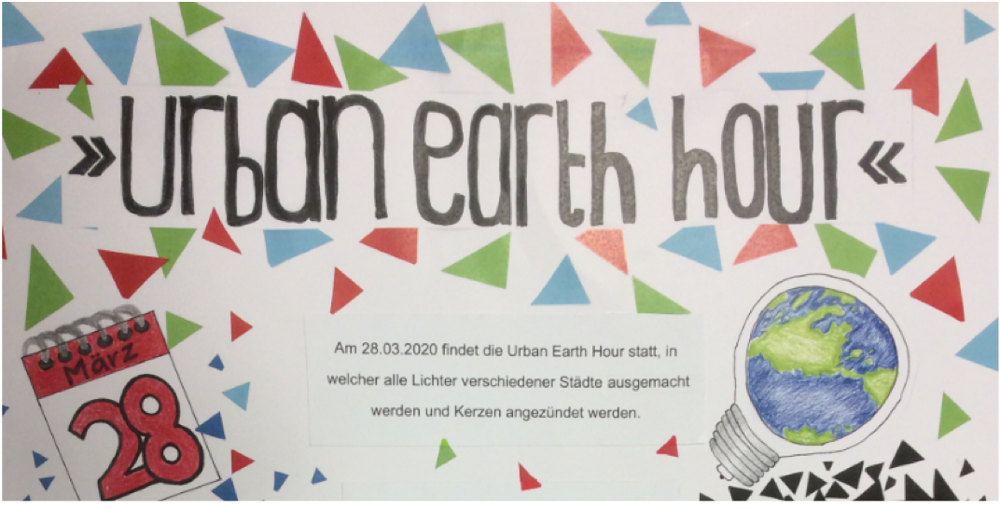 » urban earth hour «
März
28
Am 28.03.2020 findet die Urban Earth Hour statt, in
welcher alle Lichter verschiedener Städte ausgemacht
werden und Kerzen angezündet werden.